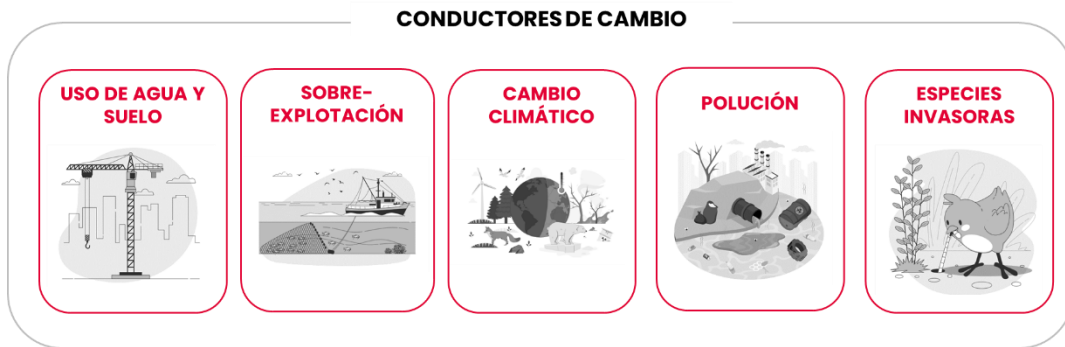 CONDUCTORES DE CAMBIO
USO DE AGUA Y
SUELO
SOBRE-
EXPLOTACIÓN
CAMBIO
CLIMÁTICO
POLUCIÓN
ESPECIES
INVASORAS